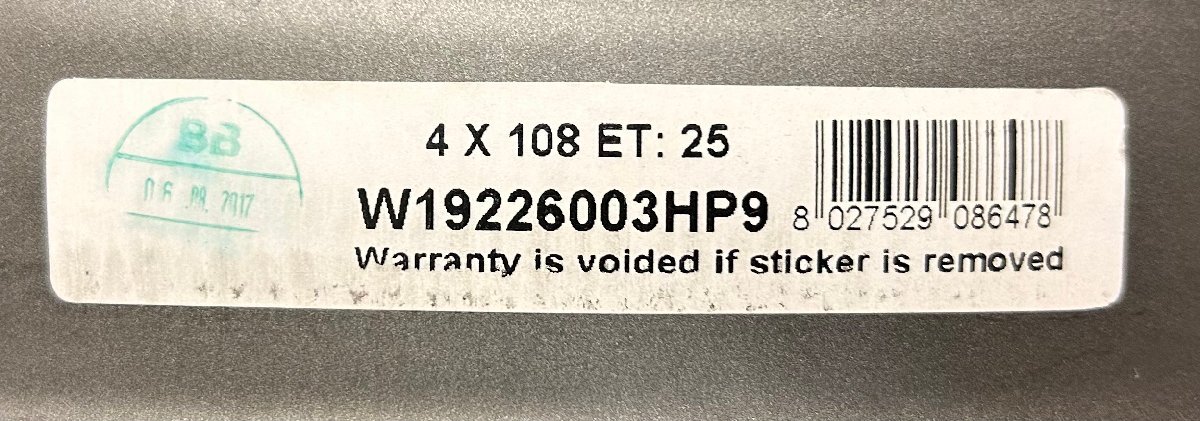 BB
06.09.2017
4 X 108 ET: 25
W19226003HP9
8 027529 086478
Warranty is voided if sticker is removed